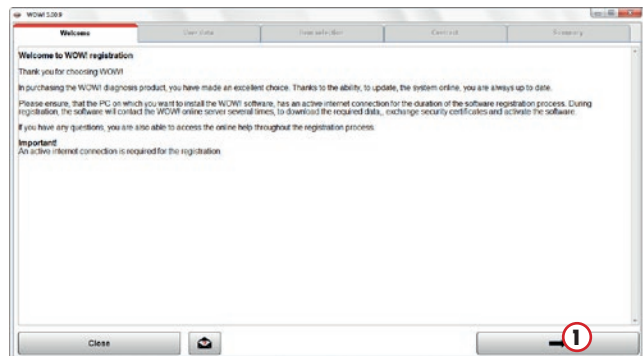 WOW! 5.00.9
Welcome
User data
Contract
Summary
Welcome to WOW! registration
Thank you for choosing WOW!
In purchasing the WOW! diagnosis product, you have made an excellent choice. Thanks to the ability, to update, the system online, you are always up to date.
Please ensure, that the PC on which you want to install the WOW! software, has an active internet connection for the duration of the software registration process. During
registration, the software will contact the WOW! online server several times, to download the required data,, exchange security certificates and activate the software.
If you have any questions, you are also able to access the online help throughout the registration process.
Important!
An active internet connection is required for the registration.
Close
1